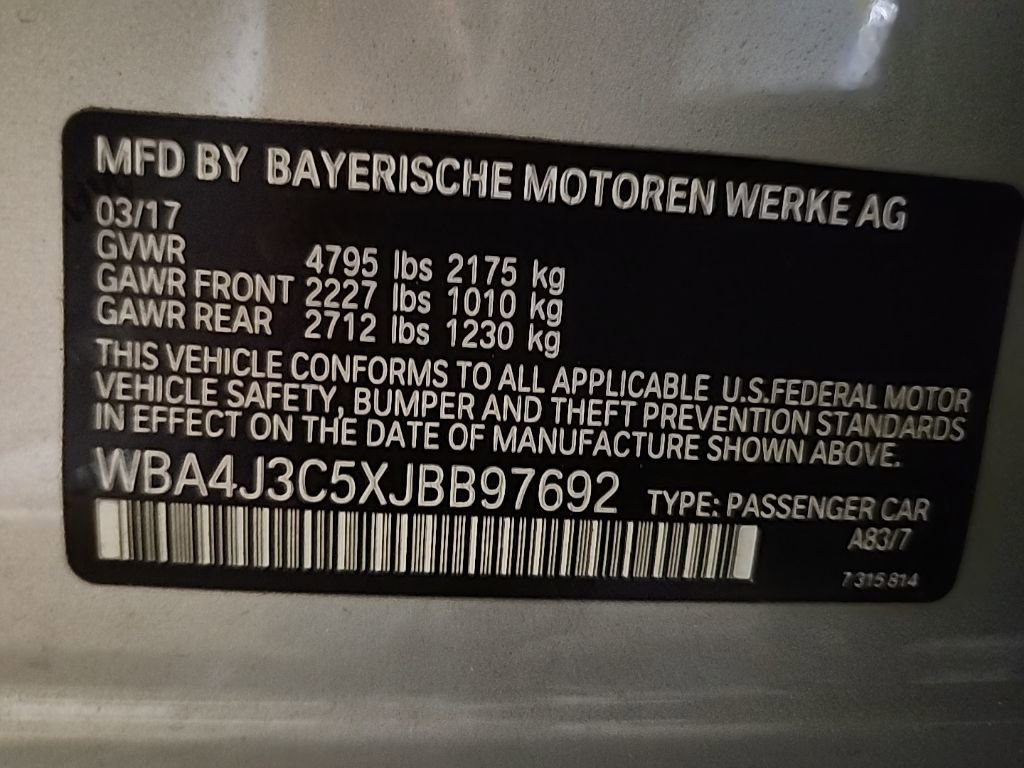 MFD BY BAYERISCHE MOTOREN WERKE AG
03/17
GVWR 4795 lbs 2175 kg
GAWR FRONT 2227 lbs 1010 kg
GAWR REAR 2712 lbs 1230 kg
THIS VEHICLE CONFORMS TO ALL APPLICABLE U.S.FEDERAL MOTOR
VEHICLE SAFETY, BUMPER AND THEFT PREVENTION STANDARDS
IN EFFECT ON THE DATE OF MANUFACTURE SHOWN ABOVE.
WBA4J3C5XJBB97692 TYPE: PASSENGER CAR
A83/7
7 315 814